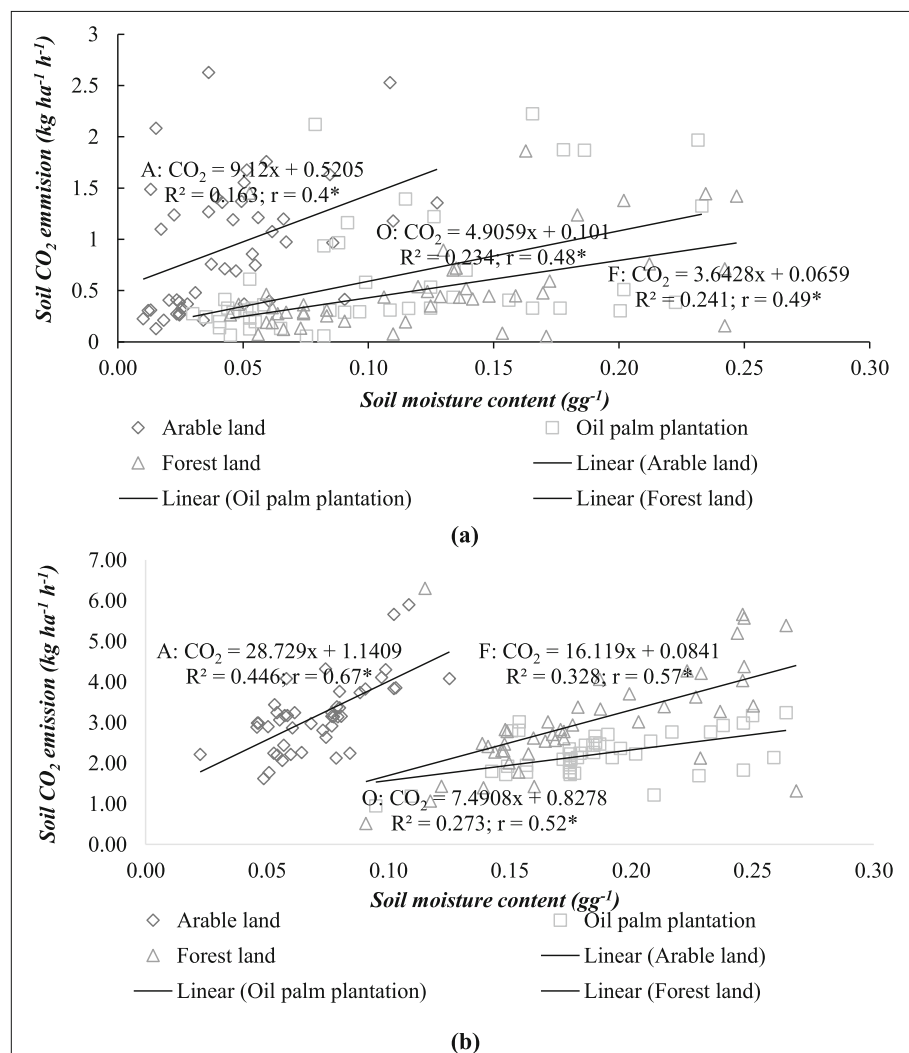 Soil CO₂ emmision (kg ha⁻¹ h⁻¹)
3
2.5
2
1.5
1
0.5
0
A: CO₂ = 9.12x + 0.5205
R² = 0.163; r = 0.4*
O: CO₂ = 4.9059x + 0.101
R² = 0.234; r = 0.48*
F: CO₂ = 3.6428x + 0.0659
R² = 0.241; r = 0.49*
0.00 0.05 0.10 0.15 0.20 0.25 0.30
Soil moisture content (gg⁻¹)
Arable land
Oil palm plantation
Forest land
Linear (Arable land)
Linear (Oil palm plantation)
Linear (Forest land)
(a)
Soil CO₂ emission (kg ha⁻¹ h⁻¹)
7.00
6.00
5.00
4.00
3.00
2.00
1.00
0.00
A: CO₂ = 28.729x + 1.1409
R² = 0.446; r = 0.67*
F: CO₂ = 16.119x + 0.0841
R² = 0.328; r = 0.57*
O: CO₂ = 7.4908x + 0.8278
R² = 0.273; r = 0.52*
0.00 0.05 0.10 0.15 0.20 0.25 0.30
Soil moisture content (gg⁻¹)
Arable land
Oil palm plantation
Forest land
Linear (Arable land)
Linear (Oil palm plantation)
Linear (Forest land)
(b)